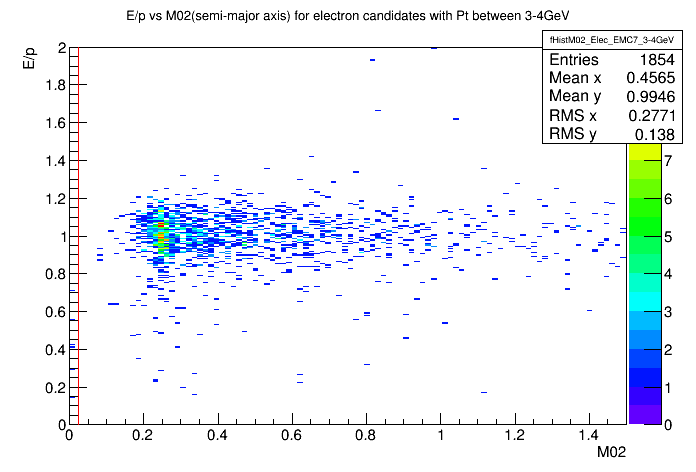 E/p vs M02(semi-major axis) for electron candidates with Pt between 3-4GeV
fHistM02_Elec_EMC7_3-4GeV
Entries 1854
Mean x 0.4565
Mean y 0.9946
RMS x 0.2771
RMS y 0.138
E/p
2
1.8
1.6
1.4
1.2
1
0.8
0.6
0.4
0.2
0
7
6
5
4
3
2
1
0
0 0.2 0.4 0.6 0.8 1 1.2 1.4
M02